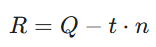 R = Q − t · n